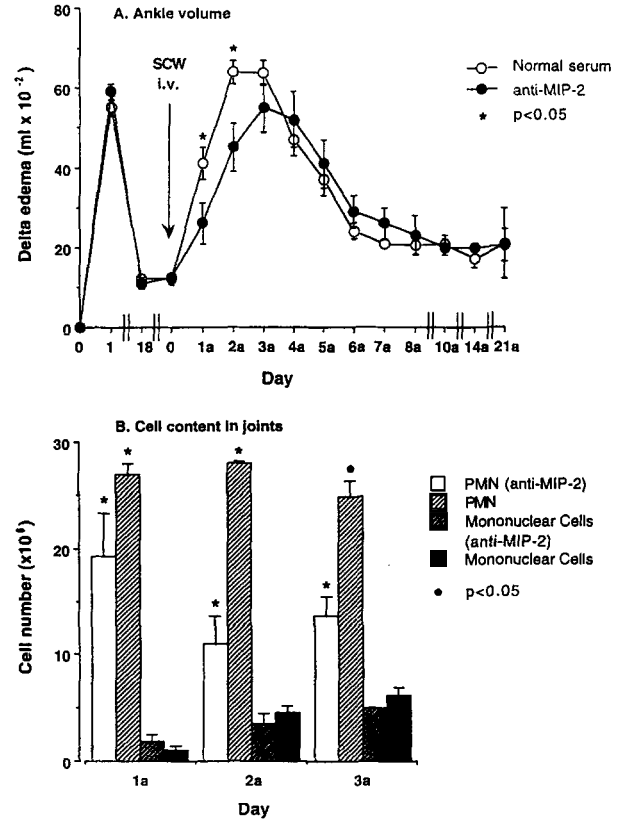 A. Ankle volume
80
60
40
20
0
Delta edema (ml x 10⁻²)
SCW
i.v.
*
*
Normal serum
anti-MIP-2
* p<0.05
0 1 18 0 1a 2a 3a 4a 5a 6a 7a 8a 10a 14a 21a
Day
B. Cell content in joints
30
20
10
0
Cell number (x10⁶)
*
*
*
*
*
PMN (anti-MIP-2)
PMN
Mononuclear Cells
(anti-MIP-2)
Mononuclear Cells
p<0.05
1a 2a 3a
Day